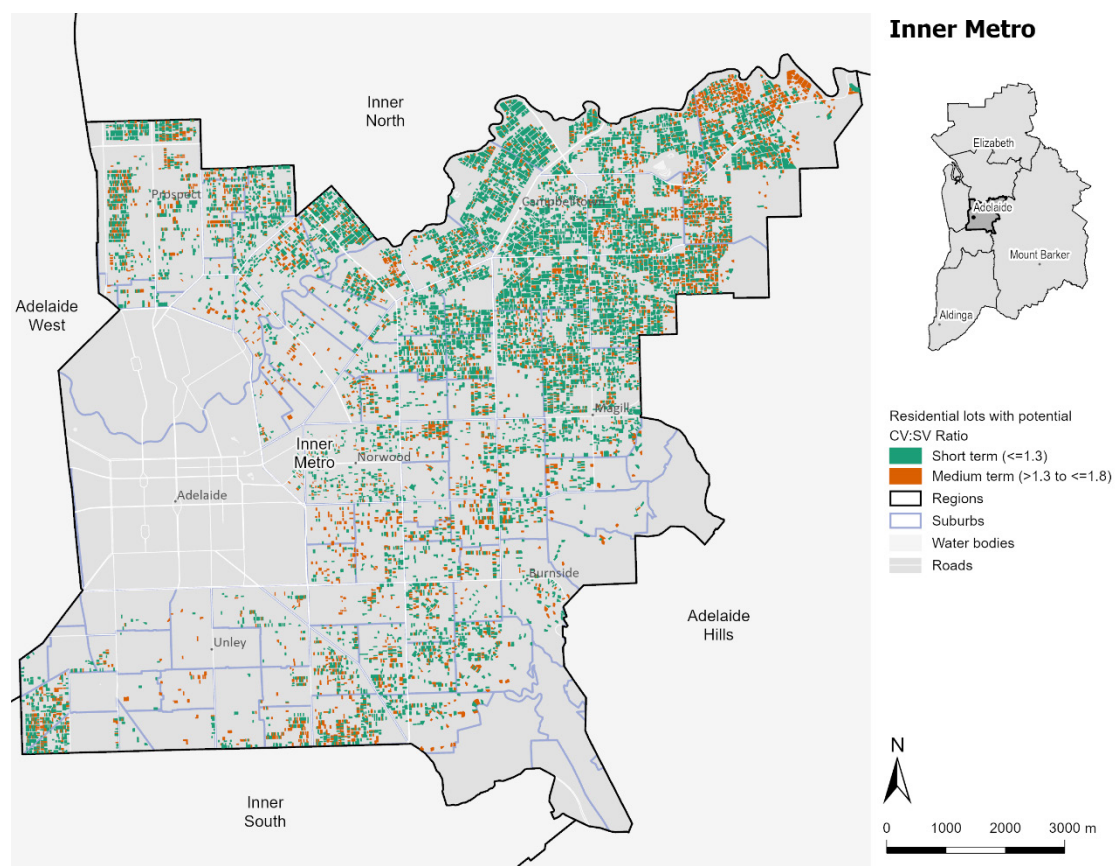 Inner Metro
Inner
North
Prospect
Campbelltown
Adelaide
West
Magill
Inner
Metro
Norwood
Adelaide
Burnside
Unley
Adelaide
Hills
Inner
South
Elizabeth
Adelaide
Mount Barker
Aldinga
Residential lots with potential
CV:SV Ratio
Short term (<=1.3)
Medium term (>1.3 to <=1.8)
Regions
Suburbs
Water bodies
Roads
N
0 1000 2000 3000 m